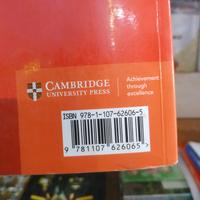 CAMBRIDGE
UNIVERSITY PRESS
Achievement
through
excellence
ISBN 978-1-107-62606-5
9 781107 626065 >